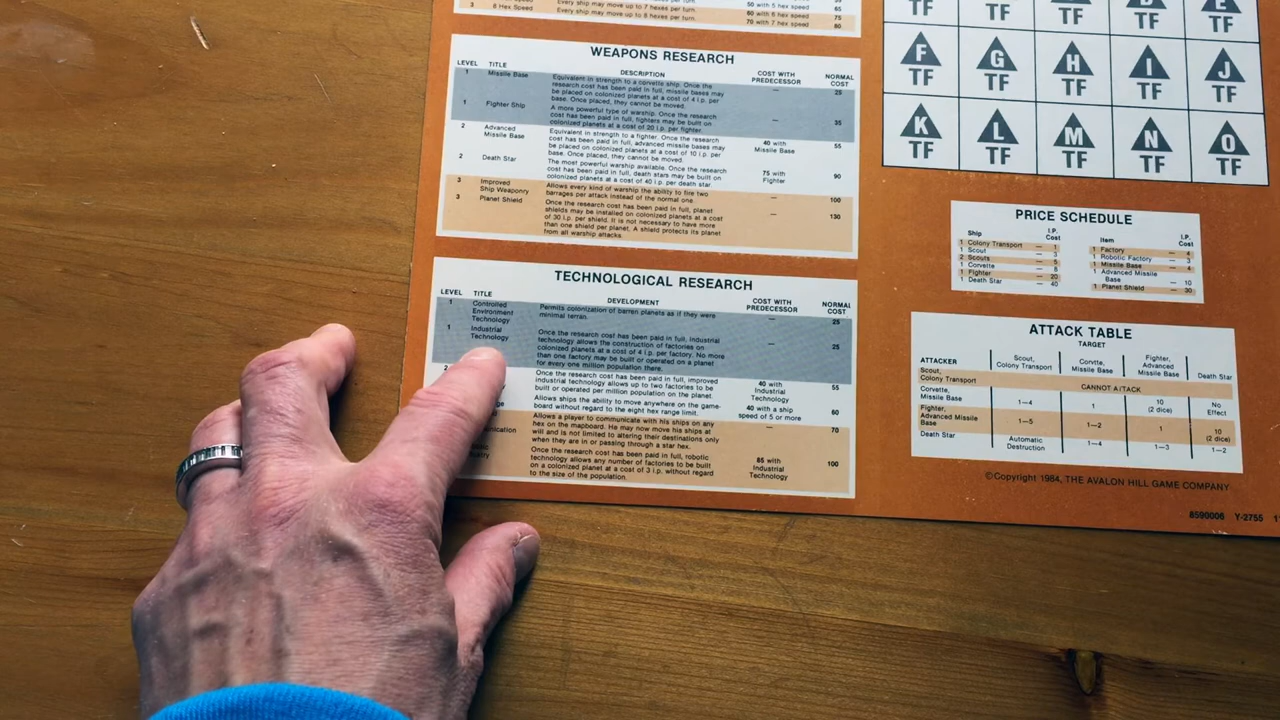 3 8 Hex Speed Every ship may move up to 7 hexes per turn. 50 with 5 hex speed 65
Every ship may move up to 8 hexes per turn. 60 with 6 hex speed 75
70 with 7 hex speed 80
WEAPONS RESEARCH
LEVEL TITLE DESCRIPTION COST WITH PREDECESSOR NORMAL COST
1 Missile Base Equivalent in strength to a corvette ship. Once the — 25
research cost has been paid in full, missile bases may
be placed on colonized planets at a cost of 4 i.p. per
base. Once placed, they cannot be moved.
1 Fighter Ship A more powerful type of warship. Once the research — 35
cost has been paid in full, fighters may be built on
colonized planets at a cost of 20 i.p. per fighter.
2 Advanced Missile Base Equivalent in strength to a fighter. Once the research 40 with Missile Base 55
cost has been paid in full, advanced missile bases may
be placed on colonized planets at a cost of 10 i.p. per
base. Once placed, they cannot be moved.
2 Death Star The most powerful warship available. Once the research 75 with Fighter 90
cost has been paid in full, death stars may be built on
colonized planets at a cost of 40 i.p. per death star.
3 Improved Ship Weaponry Allows every kind of warship the ability to fire two — 100
barrages per attack instead of the normal one.
3 Planet Shield Once the research cost has been paid in full, planet — 130
shields may be installed on colonized planets at a cost
of 30 i.p. per shield. It is not necessary to have more
than one shield per planet. A shield protects its planet
from all warship attacks.
TECHNOLOGICAL RESEARCH
LEVEL TITLE DEVELOPMENT COST WITH PREDECESSOR NORMAL COST
1 Controlled Environment Technology Permits colonization of barren planets as if they were — 25
minimal terrain.
1 Industrial Technology Once the research cost has been paid in full, Industrial — 25
technology allows the construction of factories on
colonized planets at a cost of 4 i.p. per factory. No more
than one factory may be built or operated on a planet
for every one million population there.
2 Once the research cost has been paid in full, improved 40 with Industrial Technology 55
industrial technology allows up to two factories to be
built or operated per million population on the planet.
Allows ships the ability to move anywhere on the game- 40 with a ship speed of 5 or more 60
board without regard to the eight hex range limit.
Allows a player to communicate with his ships on any 70
hex on the mapboard. He may now move his ships at
will and is not limited to altering their destinations only
when they are in or passing through a star hex.
Once the research cost has been paid in full, robotic 85 with Industrial Technology 100
technology allows any number of factories to be built
on a colonized planet at a cost of 3 i.p. without regard
to the size of the population.
TF TF TF D TF E TF
F TF G TF H TF I TF J TF
K TF L TF M TF N TF O TF
PRICE SCHEDULE
Ship I.P. Cost Item I.P. Cost
1 Colony Transport — 1 1 Factory — 4
1 Scout — 3 1 Robotic Factory — 3
2 Scouts — 5 1 Missile Base — 4
1 Corvette — 8 1 Advanced Missile Base — 10
1 Fighter — 20 1 Planet Shield — 30
1 Death Star — 40
ATTACK TABLE
TARGET
ATTACKER Scout, Colony Transport Corvtte, Missile Base Fighter, Advanced Missile Base Death Star
Scout, Colony Transport CANNOT ATTACK
Corvette, Missile Base 1—4 1 10 (2 dice) No Effect
Fighter, Advanced Missile Base 1—5 1—2 1 10 (2 dice)
Death Star Automatic Destruction 1—4 1—3 1—2
©Copyright 1984, THE AVALON HILL GAME COMPANY
8590006 Y-2755